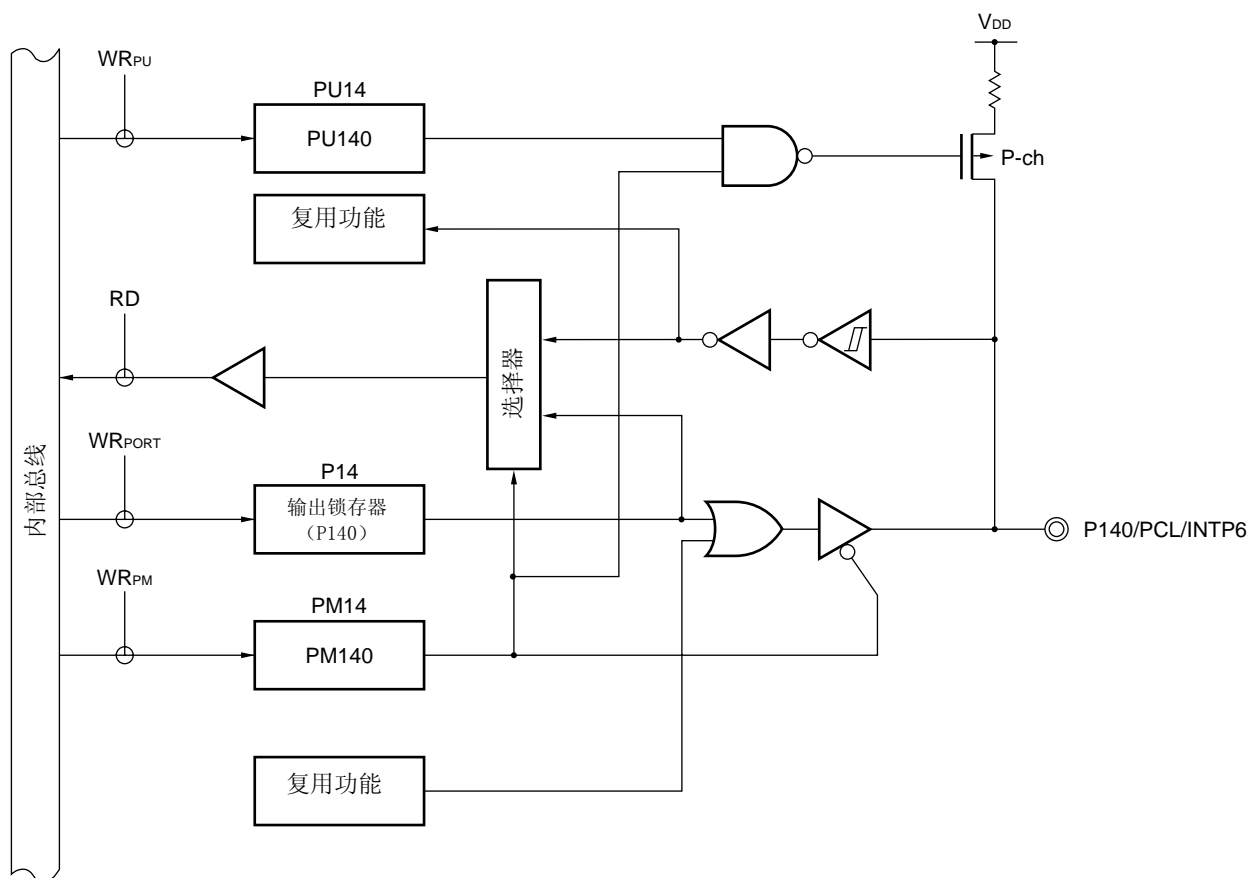 VDD
WRPU
PU14
PU140
P-ch
复用功能
RD
选择器
WRPORT
P14
输出锁存器
（P140）
P140/PCL/INTP6
内部总线
WRPM
PM14
PM140
复用功能